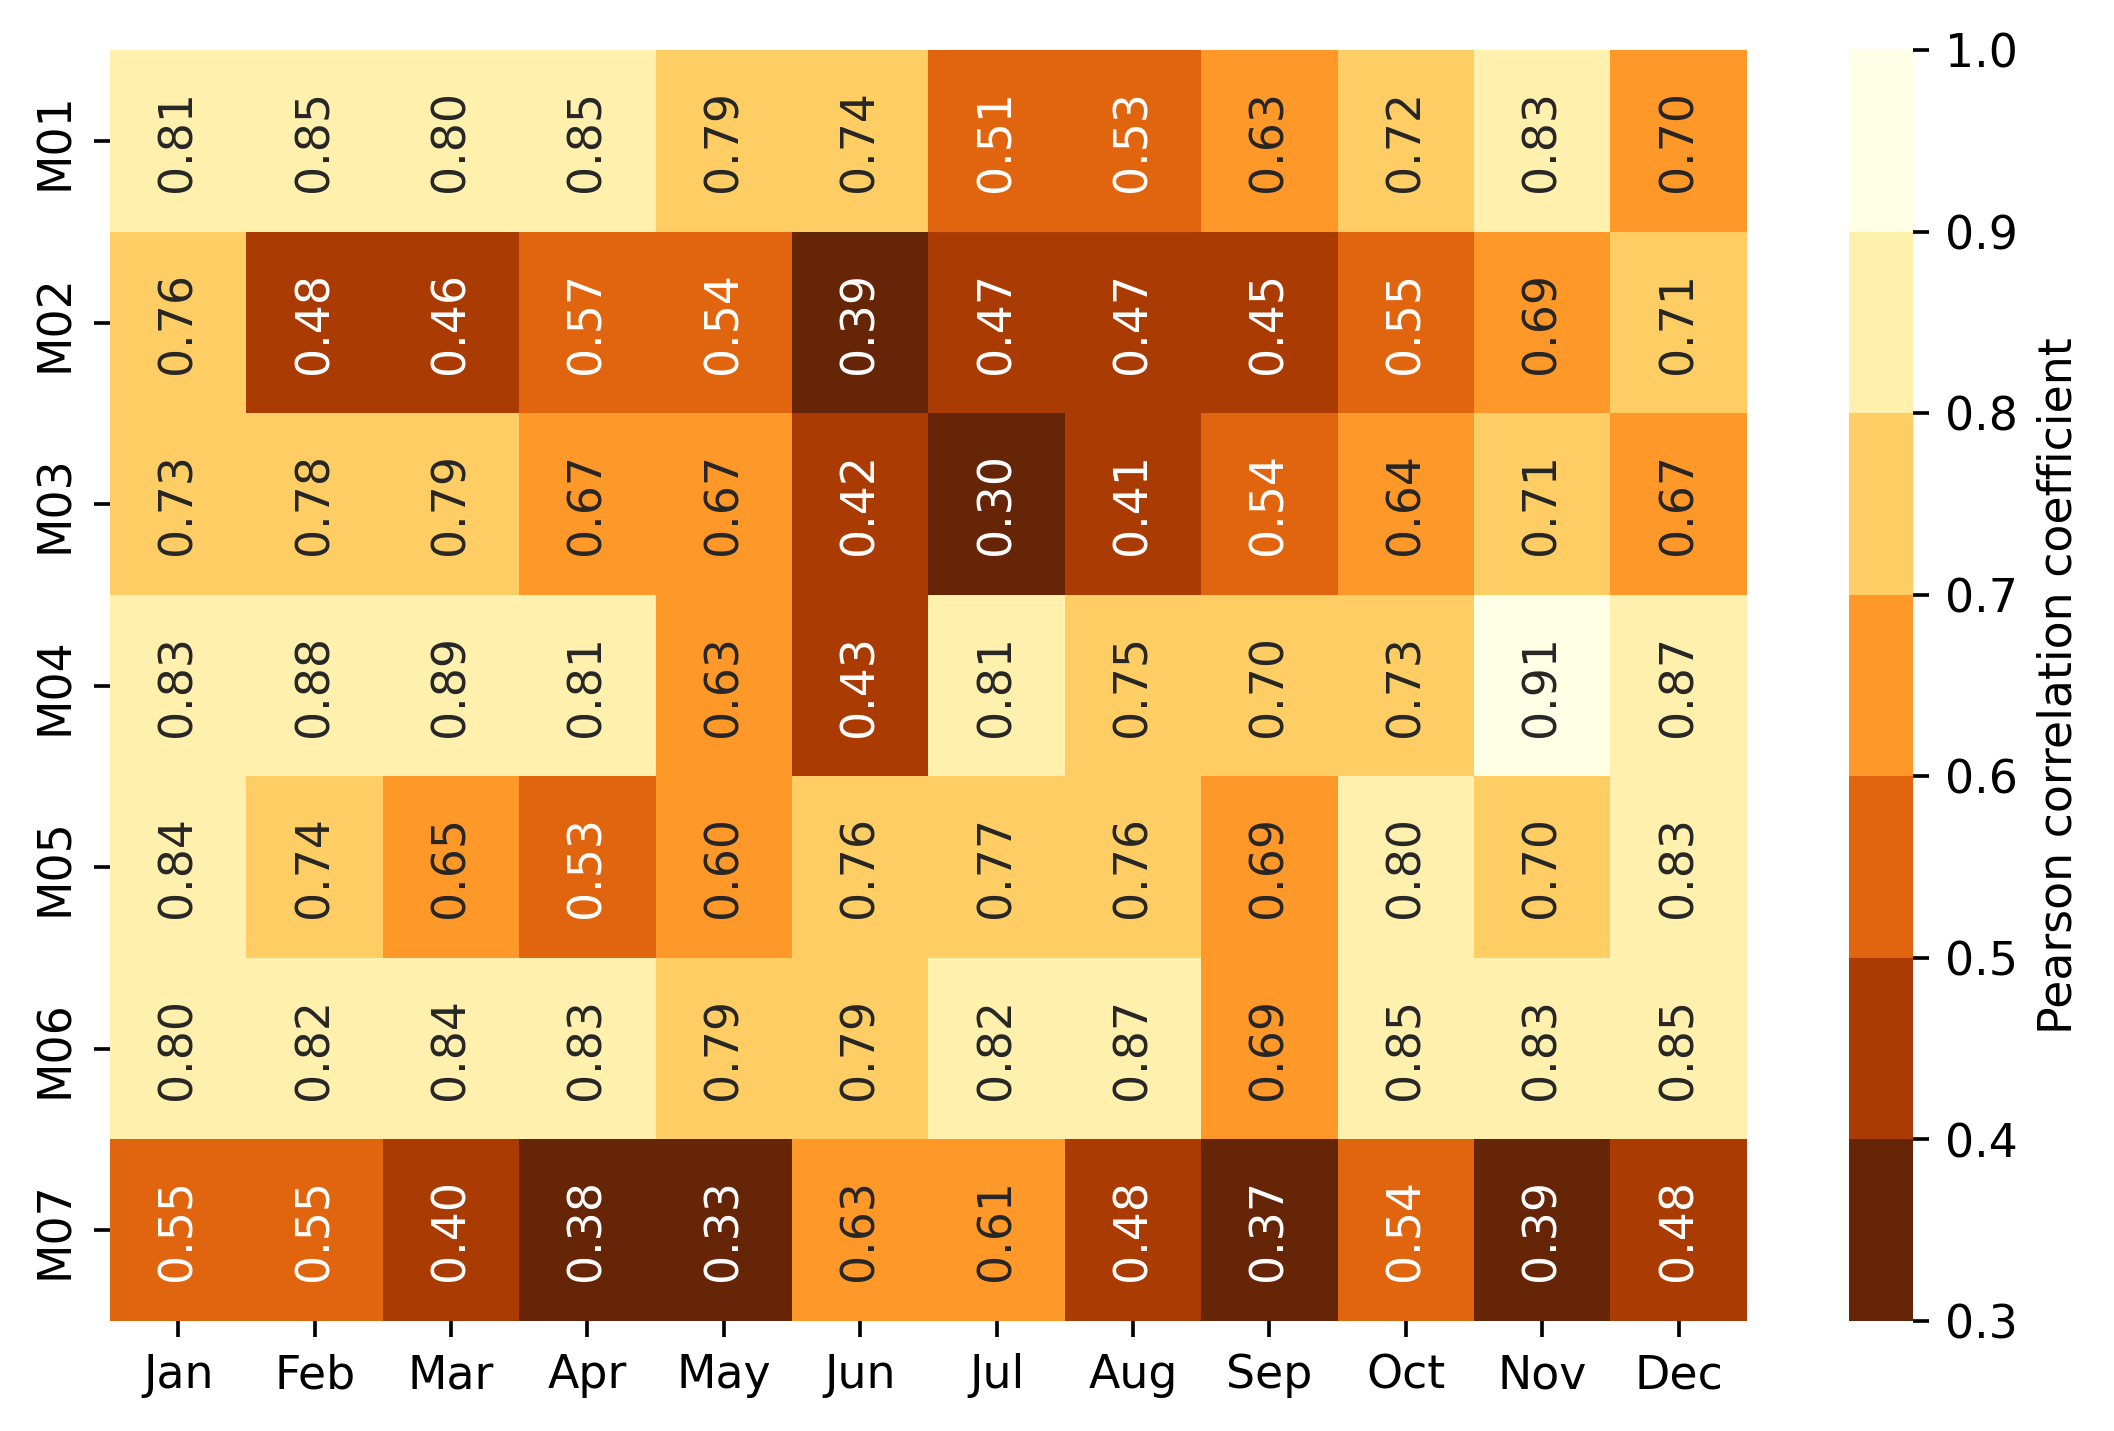 M01 0.81 0.85 0.80 0.85 0.79 0.74 0.51 0.53 0.63 0.72 0.83 0.70
M02 0.76 0.48 0.46 0.57 0.54 0.39 0.47 0.47 0.45 0.55 0.69 0.71
M03 0.73 0.78 0.79 0.67 0.67 0.42 0.30 0.41 0.54 0.64 0.71 0.67
M04 0.83 0.88 0.89 0.81 0.63 0.43 0.81 0.75 0.70 0.73 0.91 0.87
M05 0.84 0.74 0.65 0.53 0.60 0.76 0.77 0.76 0.69 0.80 0.70 0.83
M06 0.80 0.82 0.84 0.83 0.79 0.79 0.82 0.87 0.69 0.85 0.83 0.85
M07 0.55 0.55 0.40 0.38 0.33 0.63 0.61 0.48 0.37 0.54 0.39 0.48
Jan Feb Mar Apr May Jun Jul Aug Sep Oct Nov Dec
1.0
0.9
0.8
0.7
0.6
0.5
0.4
0.3
Pearson correlation coefficient